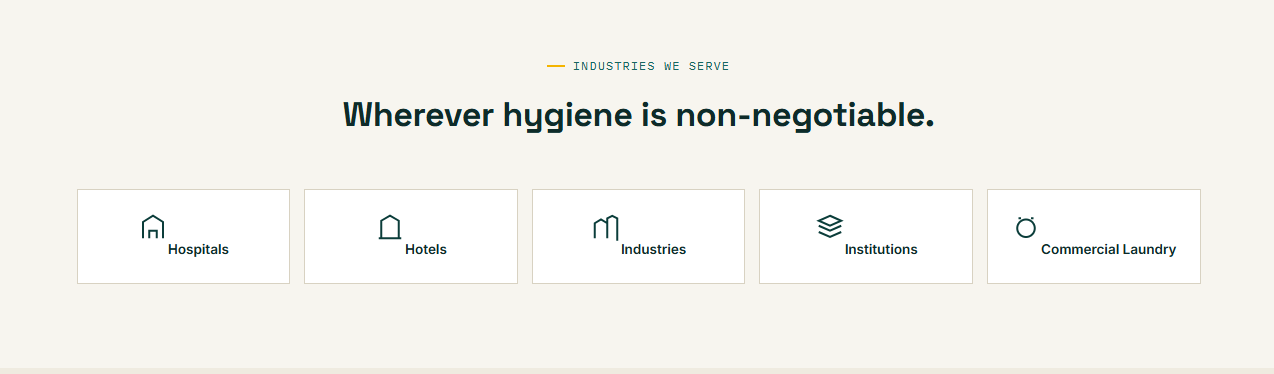 INDUSTRIES WE SERVE
Wherever hygiene is non-negotiable.
Hospitals
Hotels
Industries
Institutions
Commercial Laundry